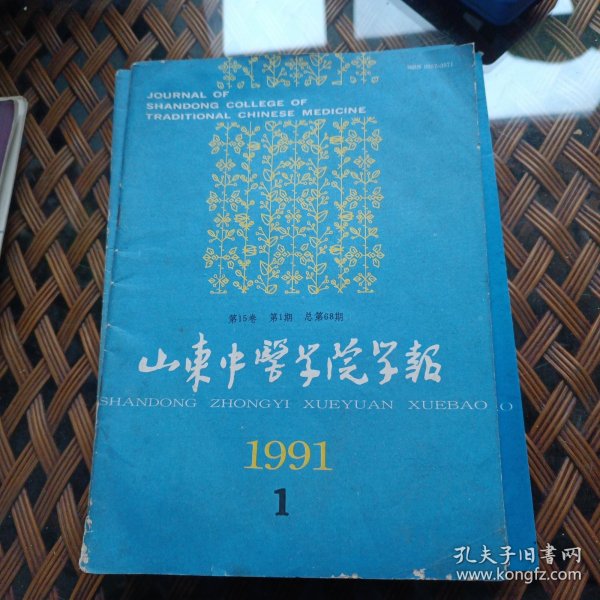 JOURNAL OF
SHANDONG COLLEGE OF
TRADITIONAL CHINESE MEDICINE
第15卷 第1期 总第68期
山東中醫学院学報
SHANDONG ZHONGYI XUEYUAN XUEBAO
1991
1
孔夫子旧书网
www.kongfz.com